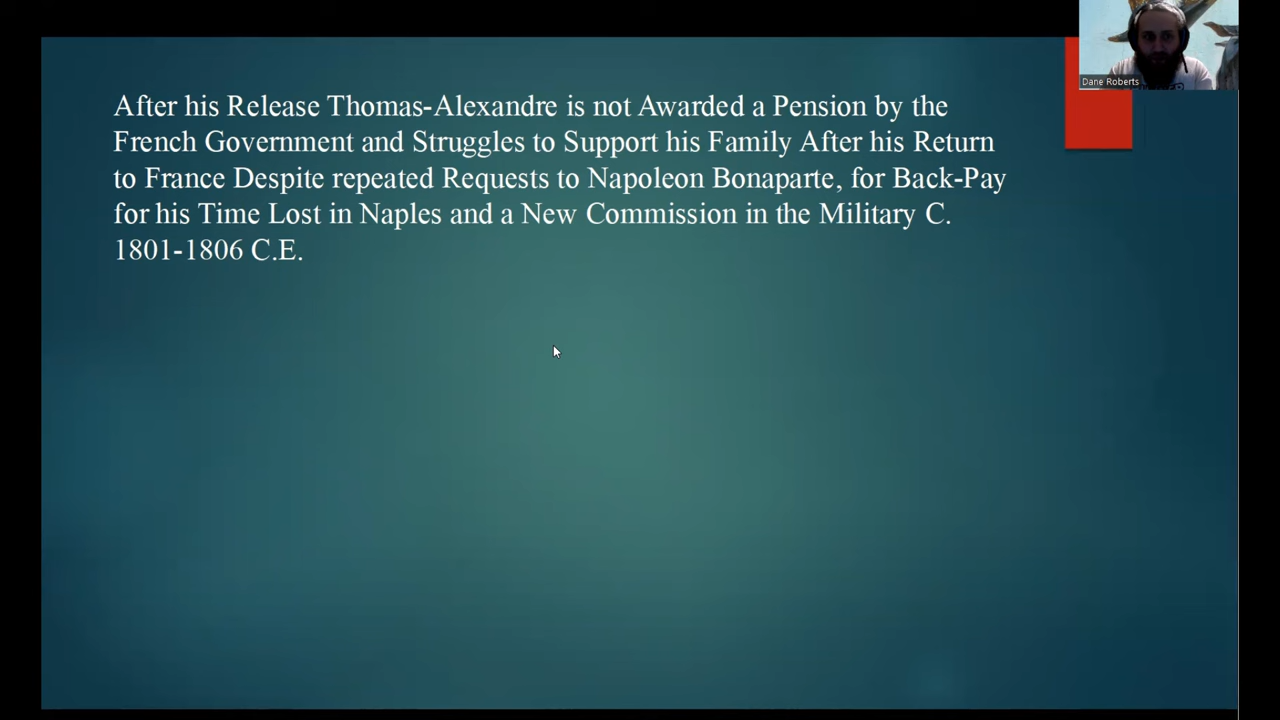 After his Release Thomas-Alexandre is not Awarded a Pension by the
French Government and Struggles to Support his Family After his Return
to France Despite repeated Requests to Napoleon Bonaparte, for Back-Pay
for his Time Lost in Naples and a New Commission in the Military C.
1801-1806 C.E.
Dane Roberts